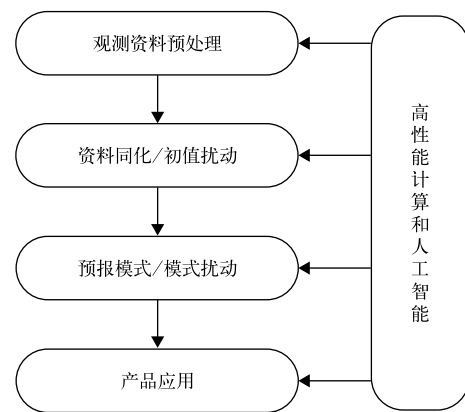 观测资料预处理
资料同化/初值扰动
预报模式/模式扰动
产品应用
高性能计算和人工智能